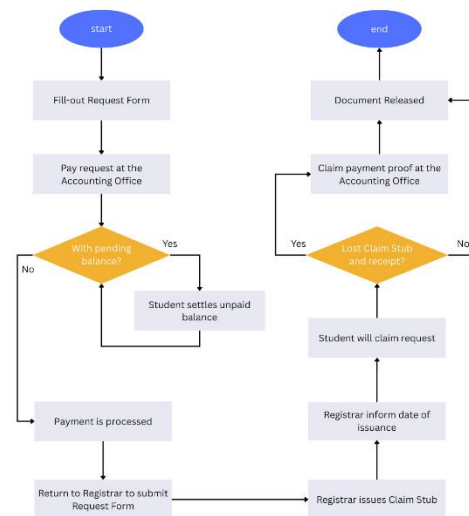 start
Fill-out Request Form
Pay request at the
Accounting Office
With pending
balance?
Yes
No
Student settles unpaid
balance
Payment is processed
Return to Registrar to submit
Request Form
Registrar issues Claim Stub
Registrar inform date of
issuance
Student will claim request
Lost Claim Stub
and receipt?
Yes
No
Claim payment proof at the
Accounting Office
Document Released
end